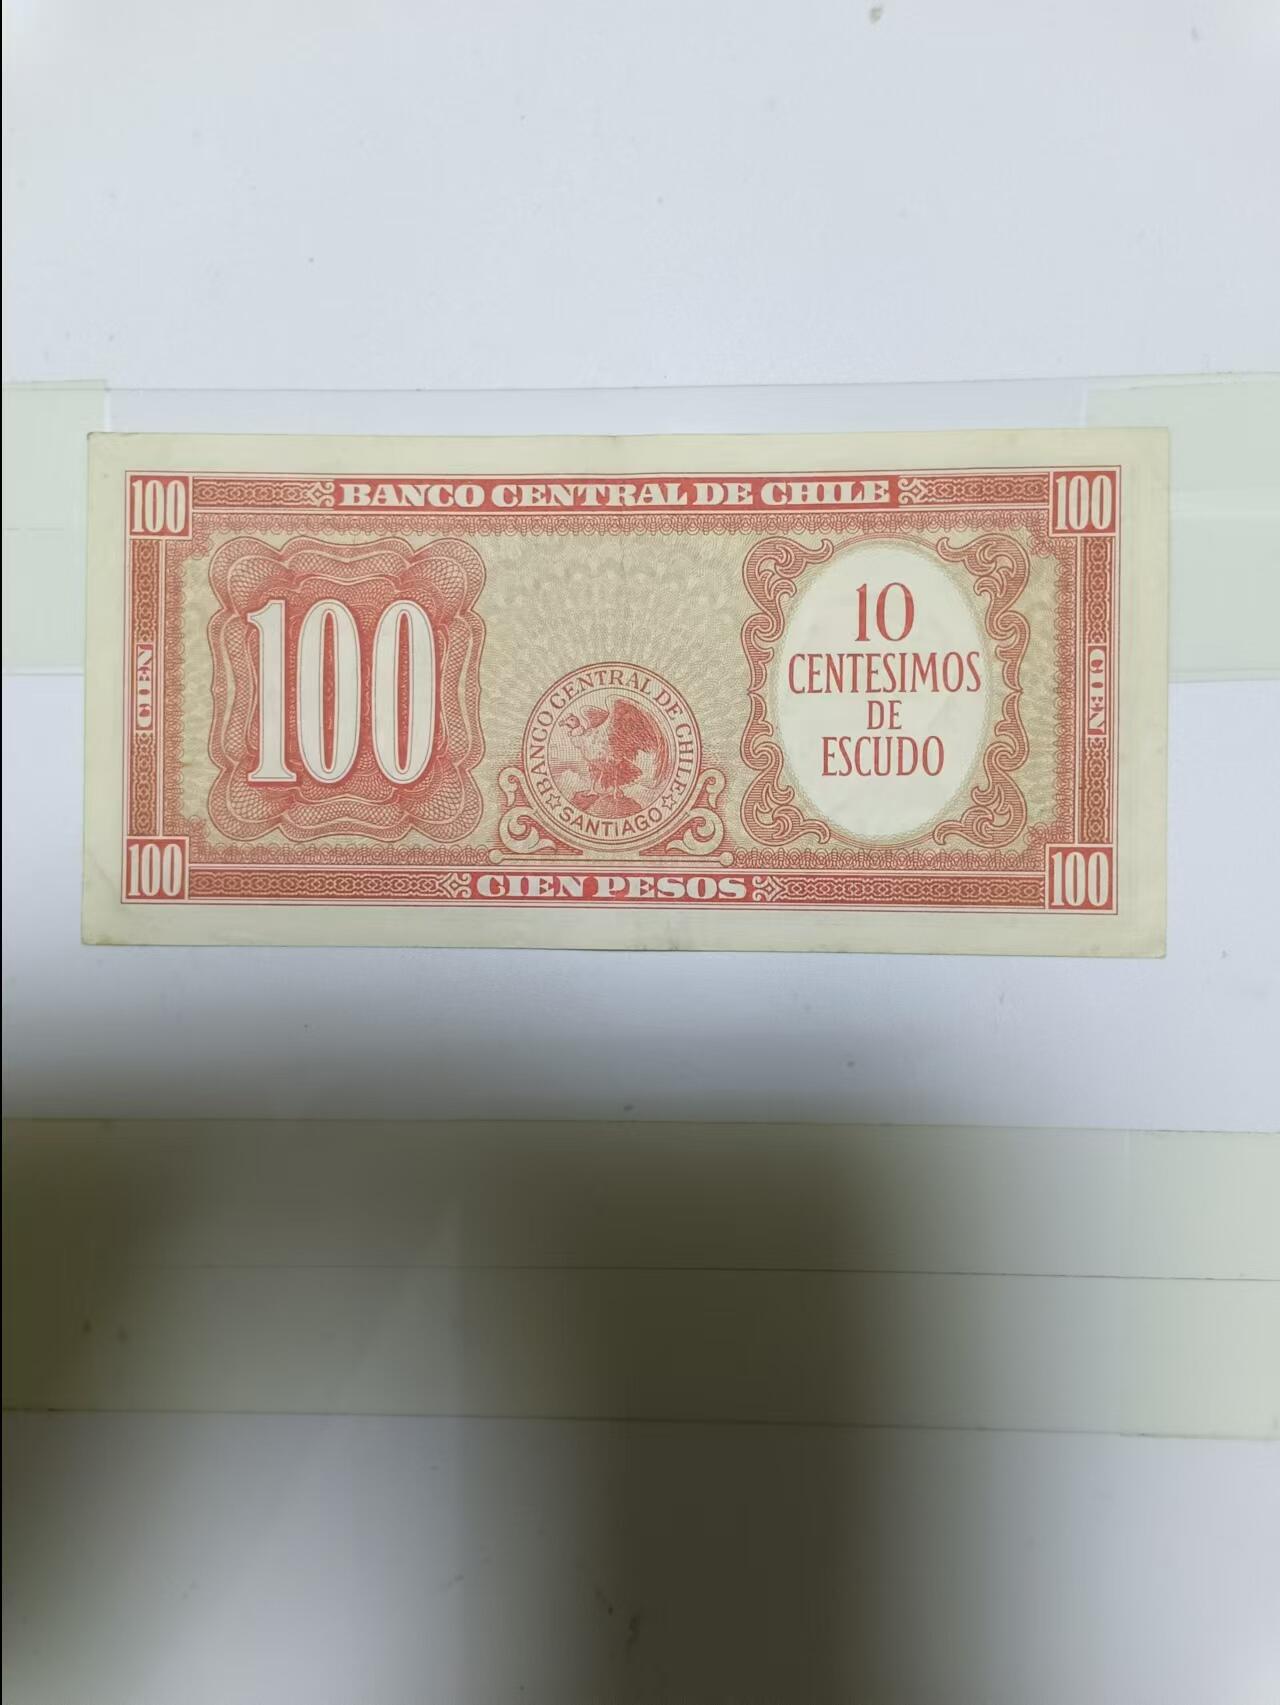 100 BANCO CENTRAL DE CHILE 100
100
10
CENTESIMOS
DE
ESCUDO
CIEN
CIEN
BANCO CENTRAL DE CHILE
SANTIAGO
100 CIEN PESOS 100